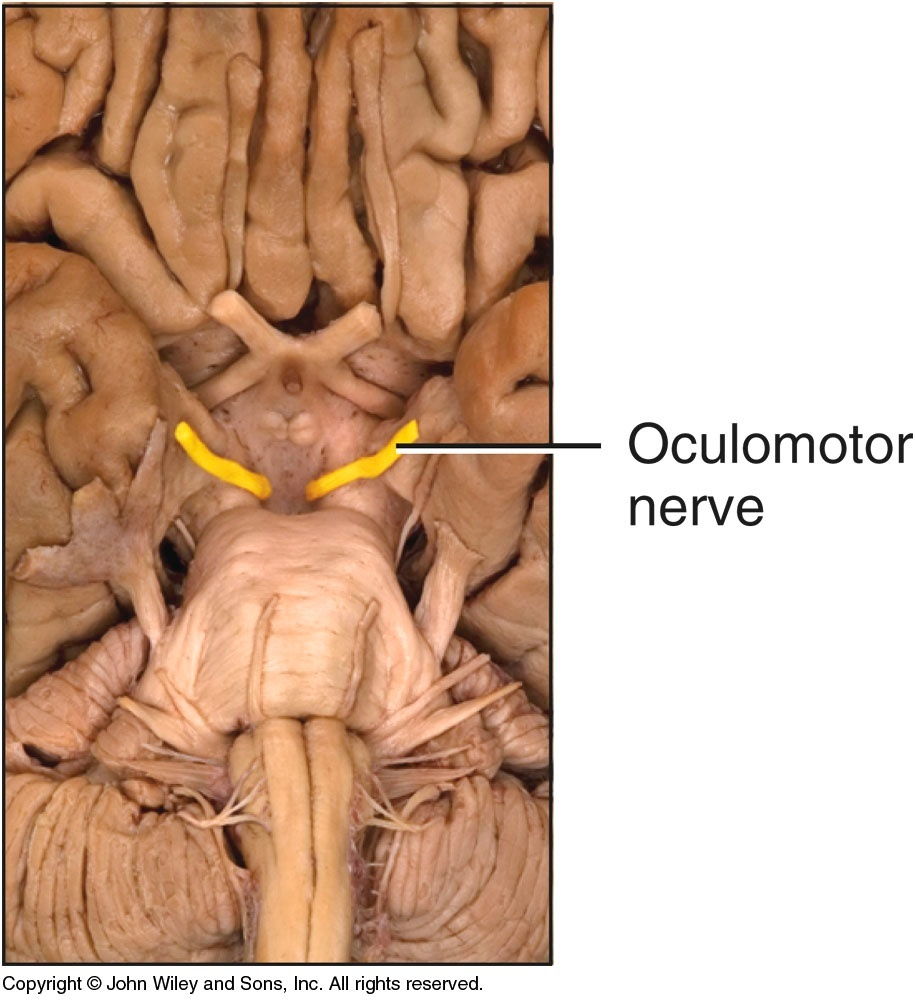 Oculomotor
nerve
Copyright © John Wiley and Sons, Inc. All rights reserved.